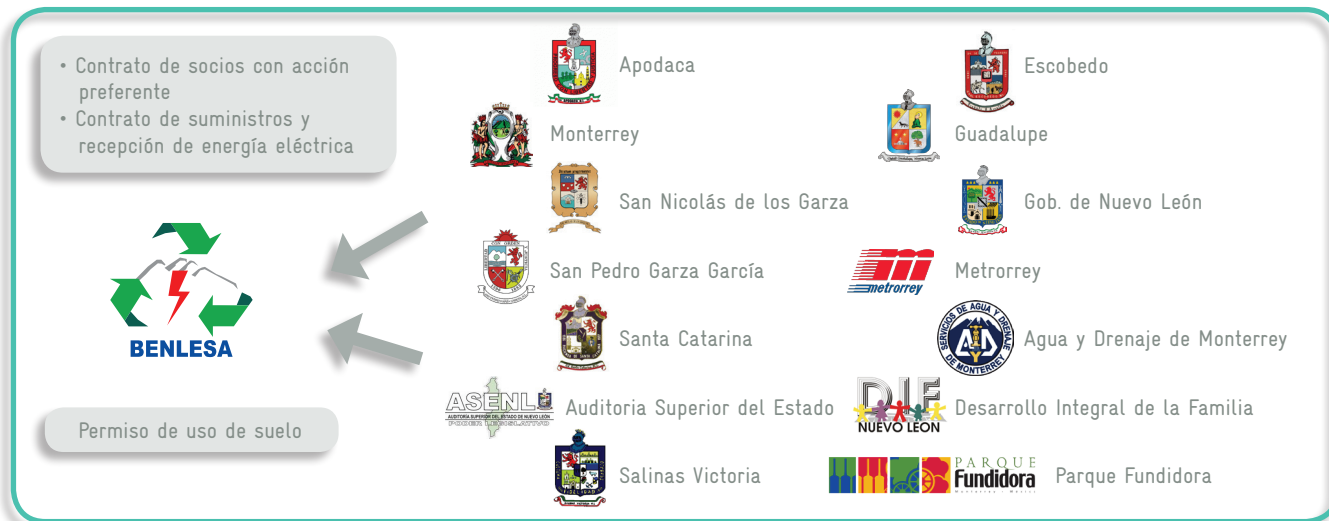 • Contrato de socios con acción
preferente
• Contrato de suministros y
recepción de energía eléctrica
BENLESA
Permiso de uso de suelo
Apodaca
Escobedo
Monterrey
Guadalupe
San Nicolás de los Garza
Gob. de Nuevo León
San Pedro Garza García
metrorrey
Metrorrey
Santa Catarina
SERVICIOS DE AGUA Y DRENAJE
DE MONTERREY
AyD
Agua y Drenaje de Monterrey
ASENL
AUDITORÍA SUPERIOR DEL ESTADO DE NUEVO LEÓN
PODER LEGISLATIVO
Auditoria Superior del Estado
DIF
NUEVO LEON
Desarrollo Integral de la Familia
Salinas Victoria
PARQUE
Fundidora
Parque Fundidora